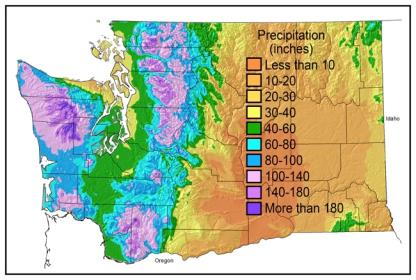 Precipitation
(inches)
Less than 10
10-20
20-30
30-40
40-60
60-80
80-100
100-140
140-180
More than 180
Idaho
Oregon